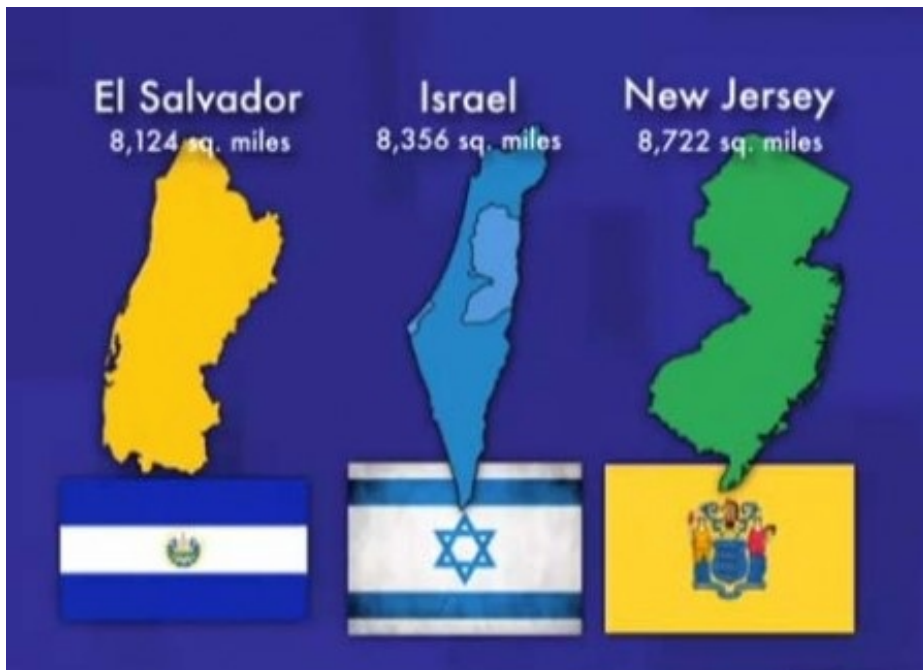 El Salvador
8,124 sq. miles
Israel
8,356 sq. miles
New Jersey
8,722 sq. miles